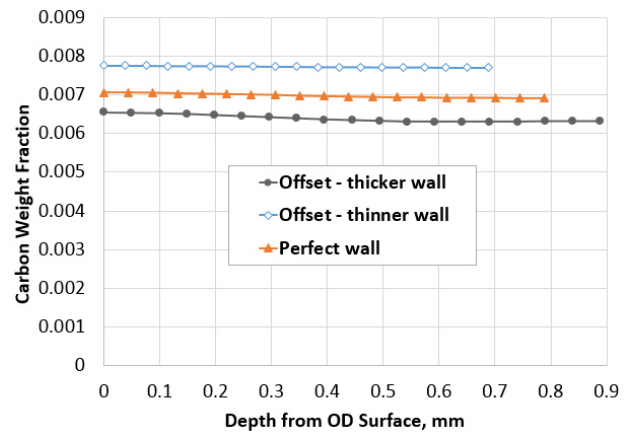 0.009
0.008
0.007
0.006
0.005
0.004
0.003
0.002
0.001
0
Carbon Weight Fraction
Offset - thicker wall
Offset - thinner wall
Perfect wall
0 0.1 0.2 0.3 0.4 0.5 0.6 0.7 0.8 0.9
Depth from OD Surface, mm